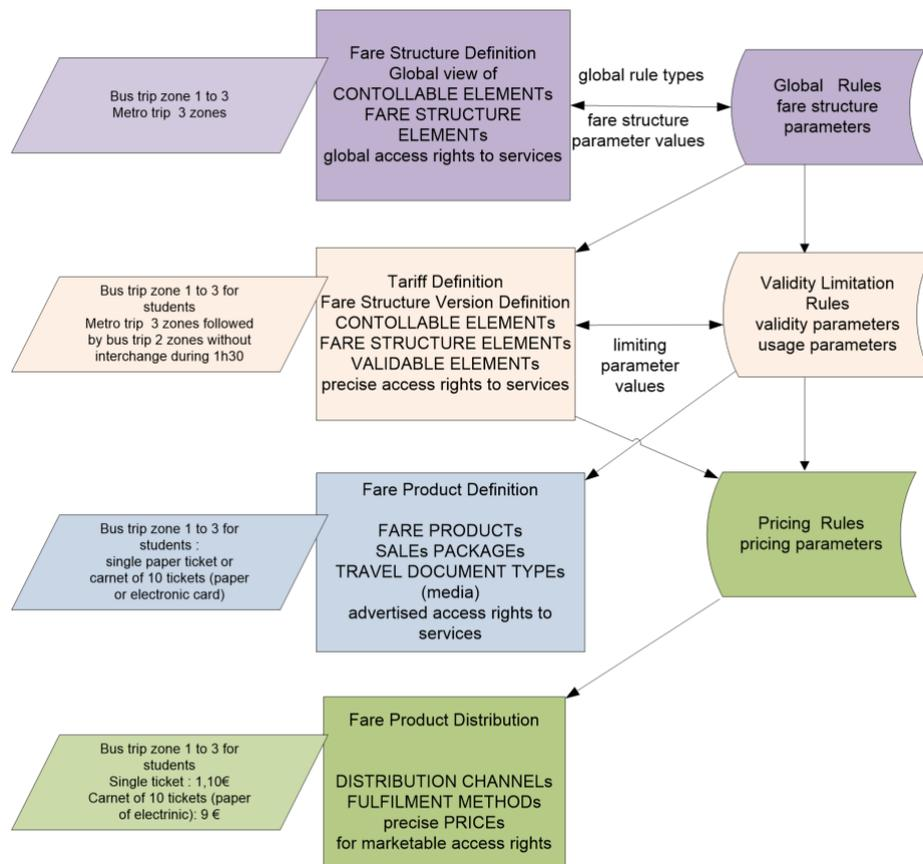 Fare Structure Definition
Global view of
CONTOLLABLE ELEMENTs
FARE STRUCTURE
ELEMENTs
global access rights to services
Bus trip zone 1 to 3
Metro trip 3 zones
global rule types
fare structure
parameter values
Global Rules
fare structure
parameters
Tariff Definition
Fare Structure Version Definition
CONTOLLABLE ELEMENTs
FARE STRUCTURE ELEMENTs
VALIDABLE ELEMENTs
precise access rights to services
Bus trip zone 1 to 3 for
students
Metro trip 3 zones followed
by bus trip 2 zones without
interchange during 1h30
limiting
parameter
values
Validity Limitation
Rules
validity parameters
usage parameters
Fare Product Definition
FARE PRODUCTs
SALEs PACKAGEs
TRAVEL DOCUMENT TYPEs
(media)
advertised access rights to
services
Bus trip zone 1 to 3 for
students :
single paper ticket or
carnet of 10 tickets (paper
or electronic card)
Pricing Rules
pricing parameters
Fare Product Distribution
DISTRIBUTION CHANNELs
FULFILMENT METHODs
precise PRICEs
for marketable access rights
Bus trip zone 1 to 3 for
students
Single ticket : 1,10€
Carnet of 10 tickets (paper
of electrinic): 9 €